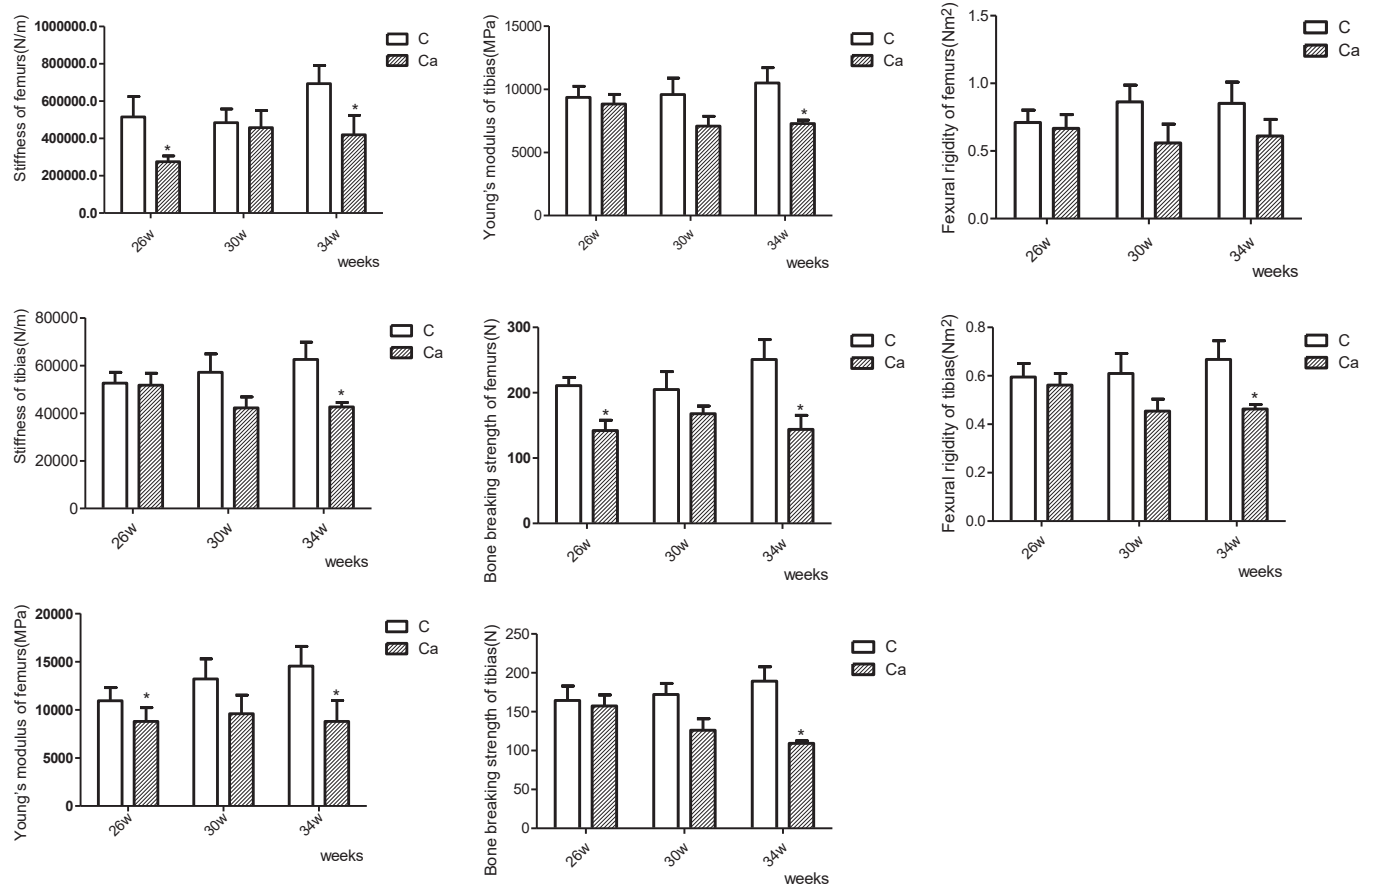 Stiffness of femurs(N/m)
1000000.0
800000.0
600000.0
400000.0
200000.0
0.0
*
*
26w
30w
34w
weeks
C
Ca
Young's modulus of tibias(MPa)
15000
10000
5000
0
*
26w
30w
34w
weeks
C
Ca
Fexural rigidity of femurs(Nm2)
1.5
1.0
0.5
0.0
26w
30w
34w
weeks
C
Ca
Stiffness of tibias(N/m)
80000
60000
40000
20000
0
*
26w
30w
34w
weeks
C
Ca
Bone breaking strength of femurs(N)
300
200
100
0
*
*
26w
30w
34w
weeks
C
Ca
Fexural rigidity of tibias(Nm2)
0.8
0.6
0.4
0.2
0.0
*
26w
30w
34w
weeks
C
Ca
Young's modulus of femurs(MPa)
20000
15000
10000
5000
0
*
*
26w
30w
34w
weeks
C
Ca
Bone breaking strength of tibias(N)
250
200
150
100
50
0
*
26w
30w
34w
weeks
C
Ca